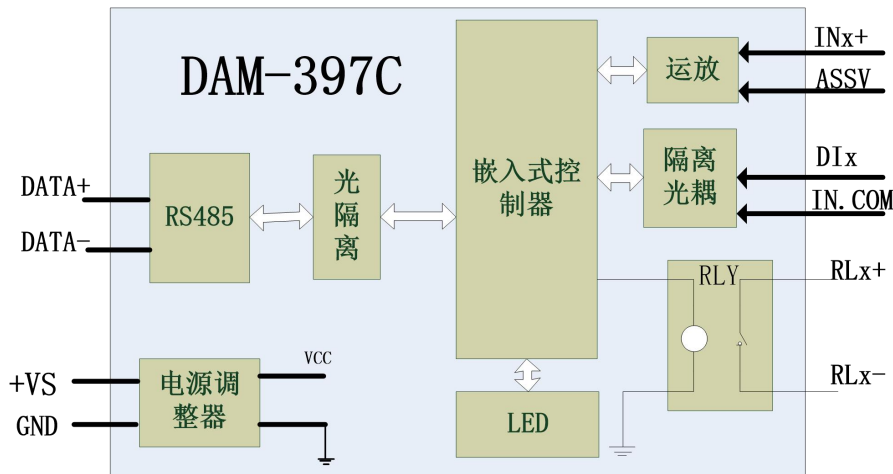 DAM-397C
INx+
ASSV
运放
DIx
IN.COM
隔离
光耦
嵌入式控
制器
DATA+
DATA-
RS485
光
隔
离
RLY
RLx+
RLx-
+VS
GND
电源调
整器
VCC
LED